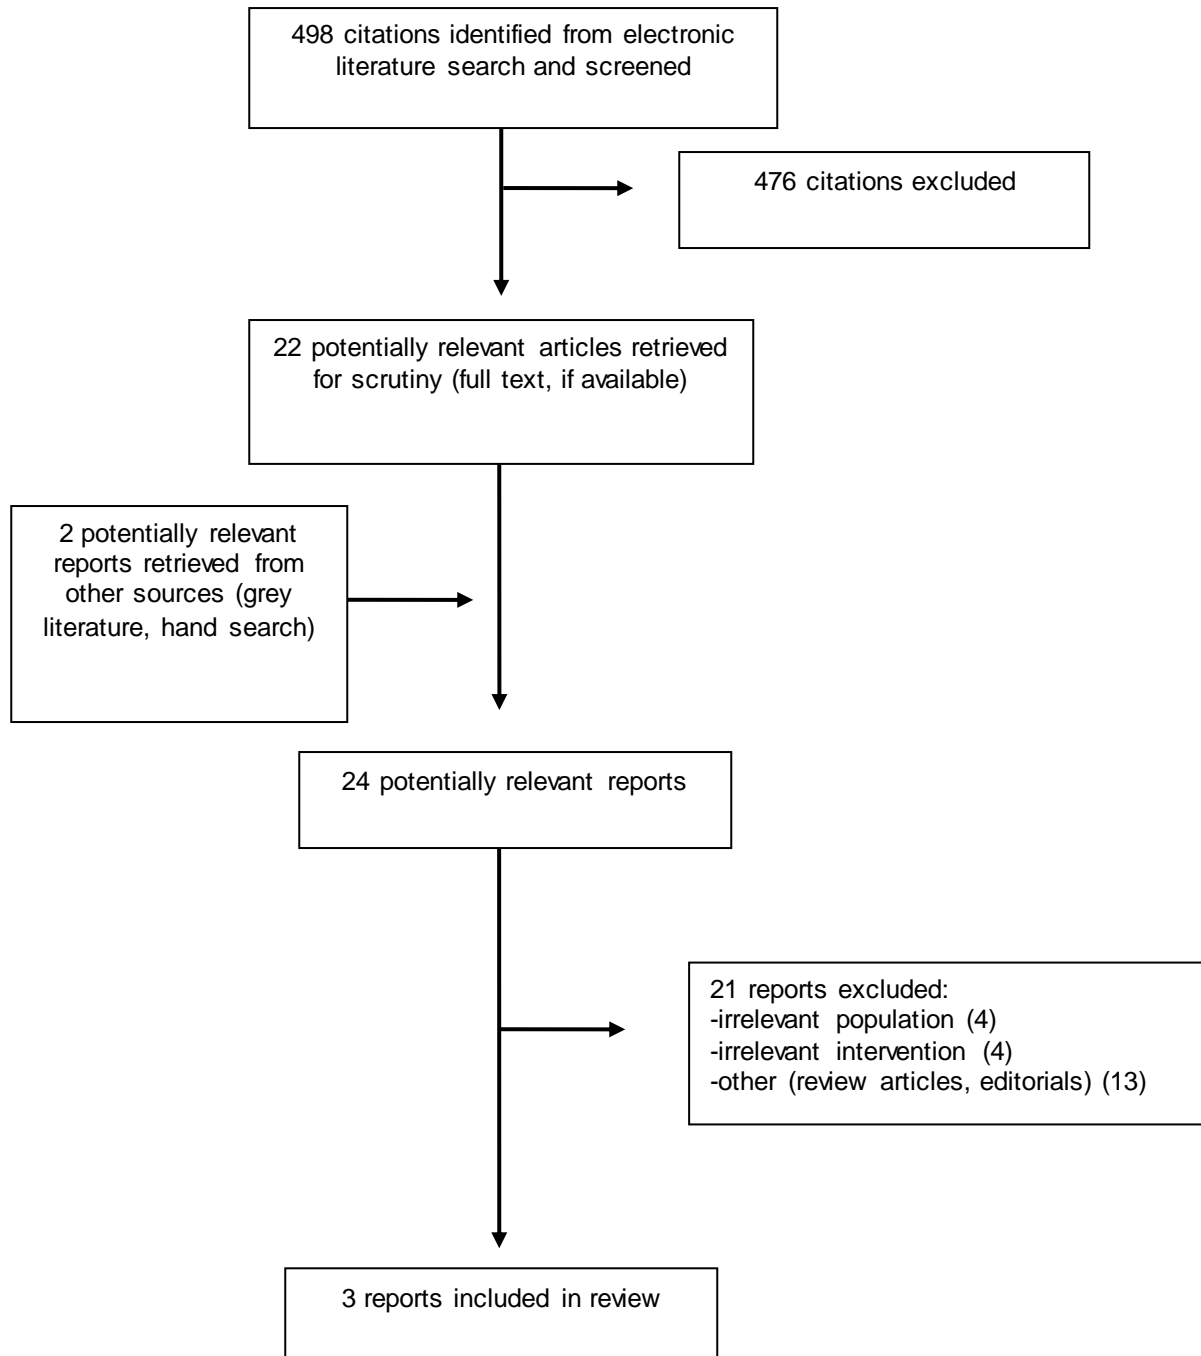 498 citations identified from electronic
literature search and screened
476 citations excluded
22 potentially relevant articles retrieved
for scrutiny (full text, if available)
2 potentially relevant
reports retrieved from
other sources (grey
literature, hand search)
24 potentially relevant reports
21 reports excluded:
-irrelevant population (4)
-irrelevant intervention (4)
-other (review articles, editorials) (13)
3 reports included in review